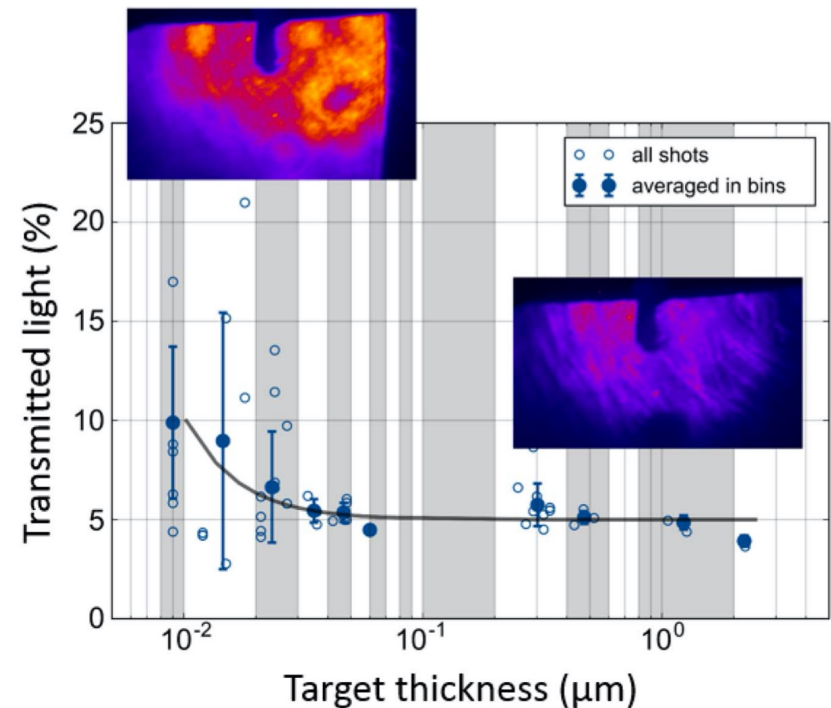 25
20
15
10
5
0
Transmitted light (%)
all shots
averaged in bins
10⁻² 10⁻¹ 10⁰
Target thickness (μm)